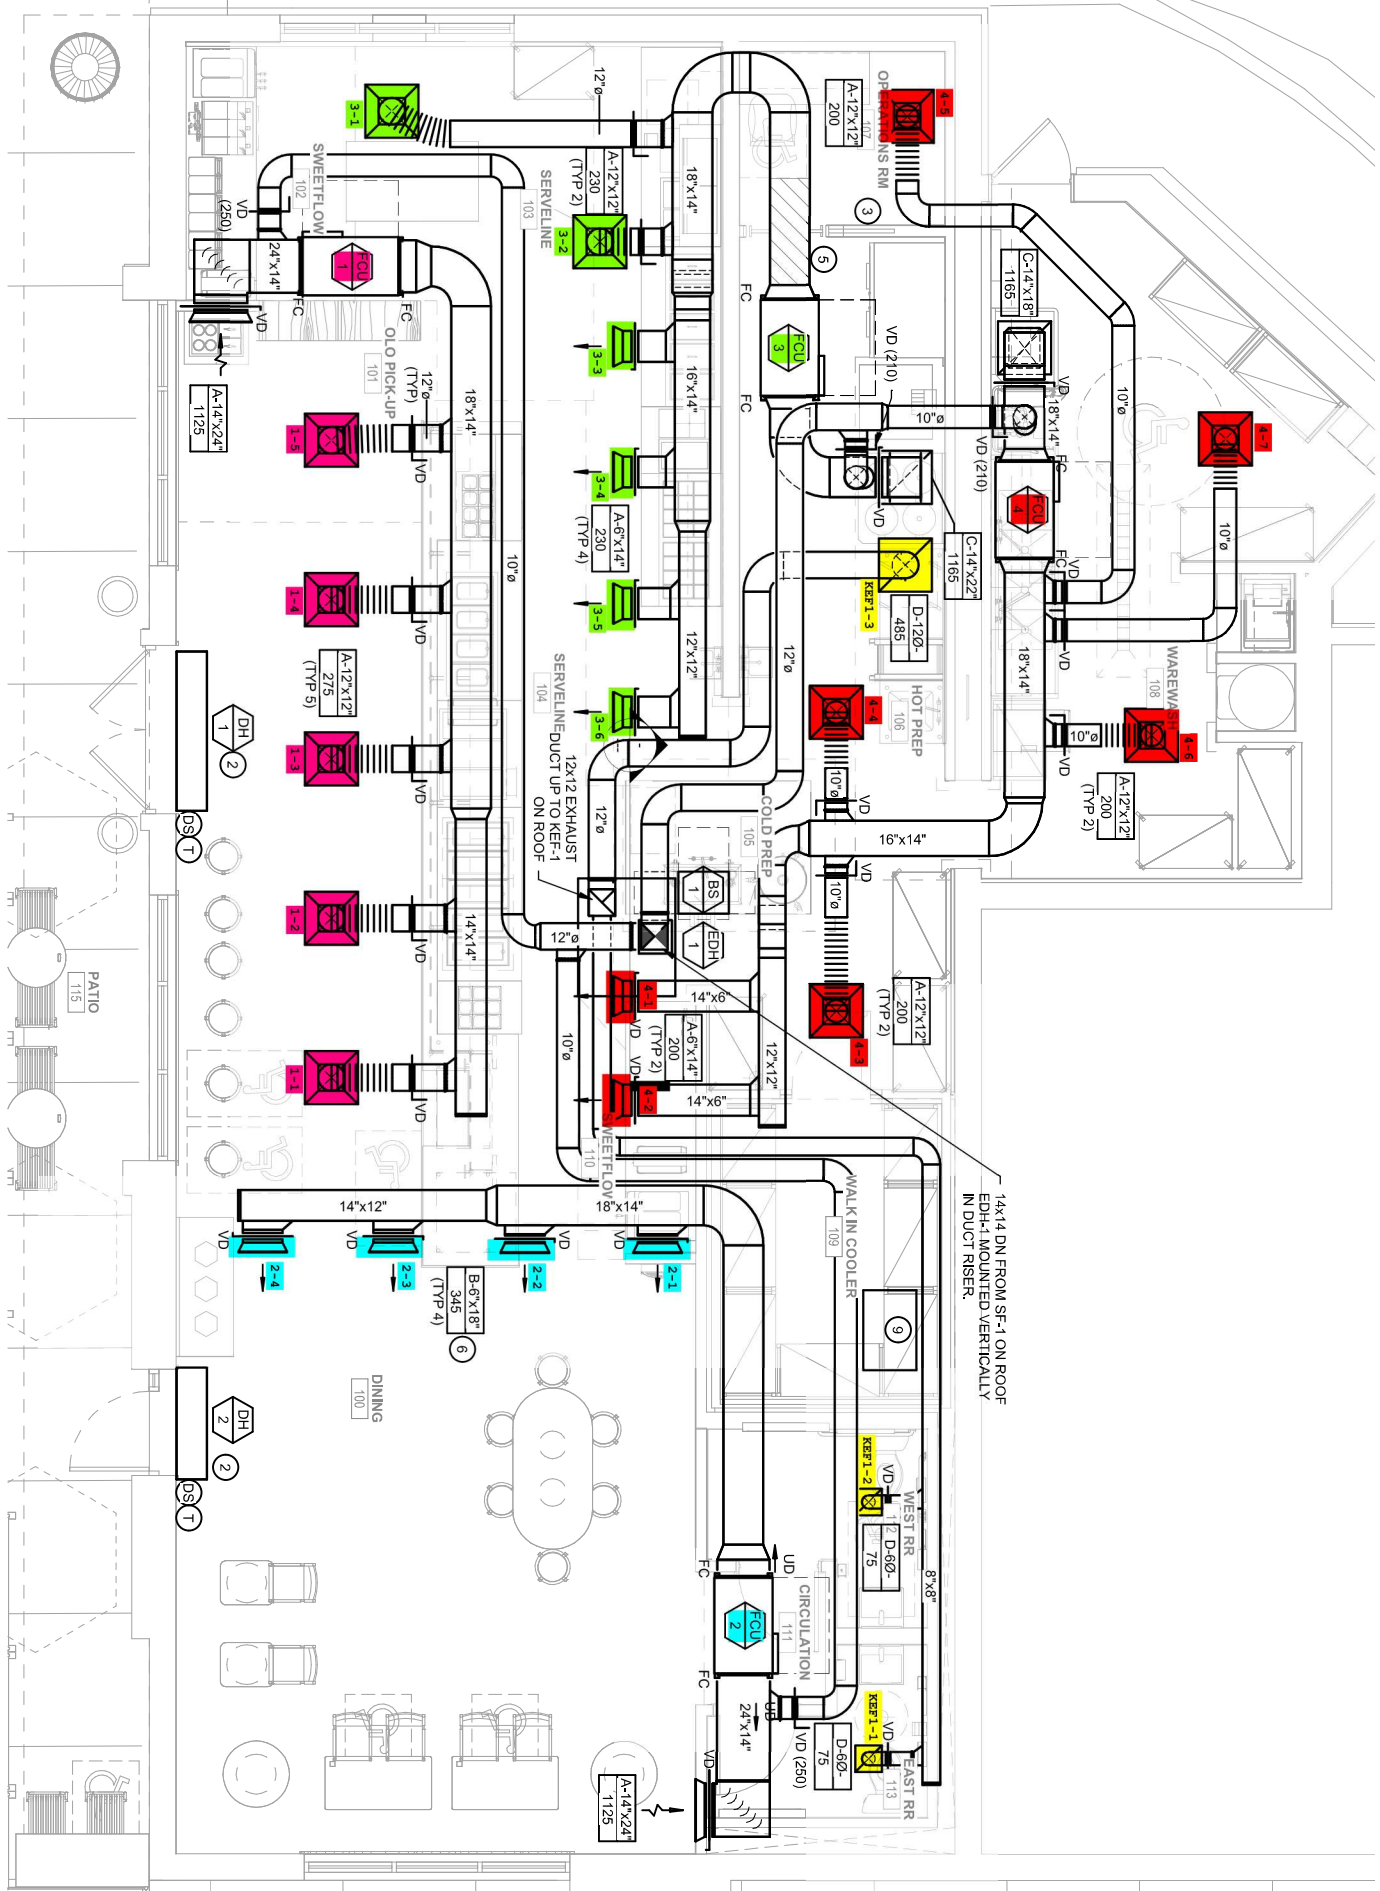 3-1
12"ø
A-12"x12"
230
(TYP 2)
3-2
SERVELINE
103
SWEETFLOW
102
VD
(250)
24"x14"
FCU
1
FC
FC
VD
A-14"x24"
1125
OLO PICK-UP
101
12"ø
(TYP)
18"x14"
1-5
VD
1-4
VD
A-12"x12"
275
(TYP 5)
1-3
VD
1-2
VD
14"x14"
1-1
VD
10"ø
18"x14"
3-3
16"x14"
3-4
A-6"x14"
230
(TYP 4)
3-5
12"x12"
3-6
SERVELINE
104
12x12 EXHAUST
DUCT UP TO KEF-1
ON ROOF
12"ø
12"ø
12"ø
A-12"x12"
200
OPERATIONS RM
107
4-5
3
5
FC
FCU
3
FC
VD (210)
10"ø
VD (210)
VD
C-14"x22"
1165
C-14"x18"
1165
VD
18"x14"
FC
FCU
4
FC
VD
VD
10"ø
4-7
10"ø
18"x14"
WAREWASH
108
4-6
10"ø
VD
A-12"x12"
200
(TYP 2)
KEF1-3
D-12Ø-
485
HOT PREP
106
4-4
10"ø
VD
16"x14"
VD
10"ø
COLD PREP
105
BS
1
EDH
1
4-3
A-12"x12"
200
(TYP 2)
4-1
VD
14"x6"
A-6"x14"
200
(TYP 2)
VD
4-2
14"x6"
12"x12"
10"ø
SWEETFLOW
110
14x14 DN FROM SF-1 ON ROOF
EDH-1 MOUNTED VERTICALLY
IN DUCT RISER.
WALK IN COOLER
109
9
14"x12"
18"x14"
VD
VD
VD
VD
2-4
2-3
2-2
2-1
B-6"x18"
345
(TYP 4)
6
DINING
100
DH
1
2
DS
T
DH
2
2
DS
T
PATIO
115
KEF1-2
VD
WEST RR
112
D-6Ø-
75
8"x8"
UD
FC
FCU
2
FC
CIRCULATION
111
UD
24"x14"
VD (250)
D-6Ø-
75
KEF1-1
VD
EAST RR
113
VD
A-14"x24"
1125